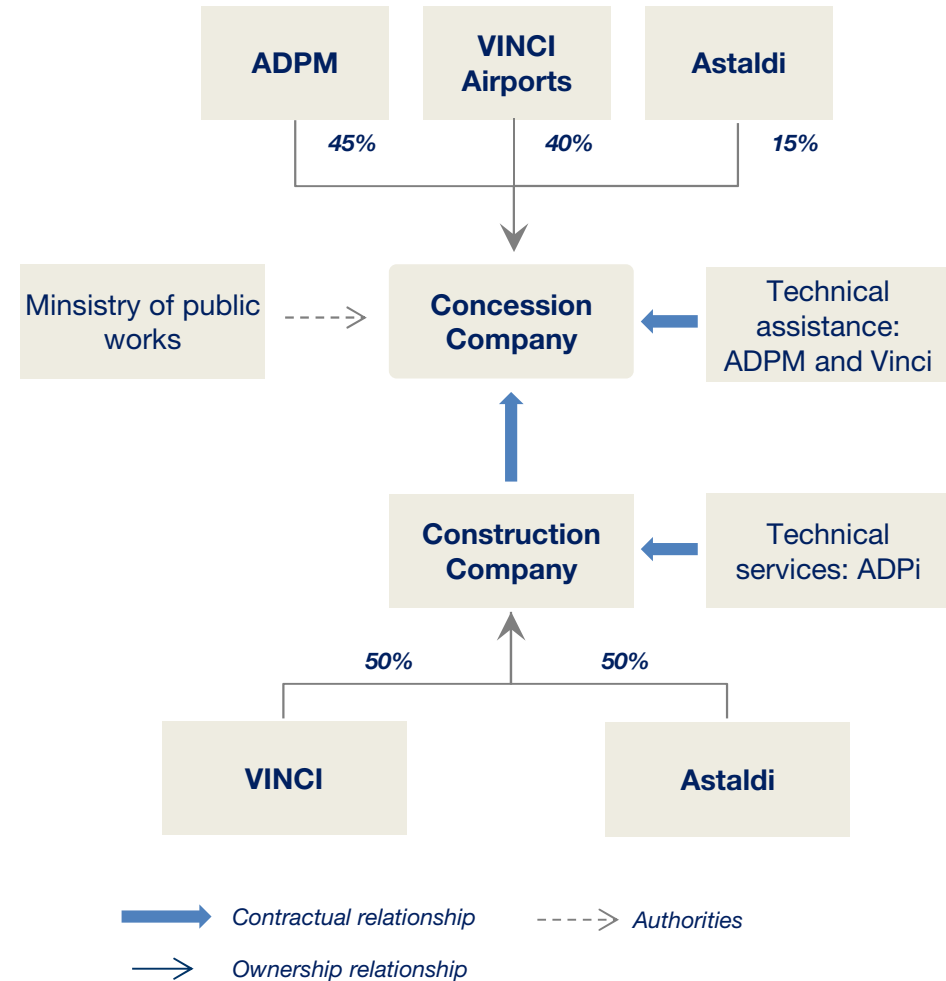 ADPM
VINCI
Airports
Astaldi
45%
40%
15%
Minsistry of public
works
Concession
Company
Technical
assistance:
ADPM and Vinci
Construction
Company
Technical
services: ADPi
50%
50%
VINCI
Astaldi
Contractual relationship
Authorities
Ownership relationship